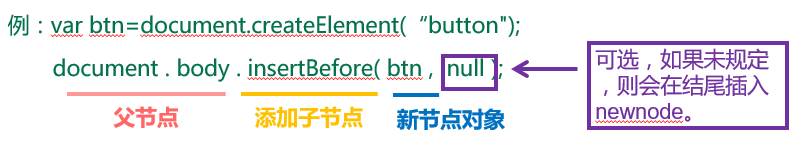 例：var btn=document.createElement(“button");
document . body . insertBefore( btn , null );
父节点 添加子节点 新节点对象
可选，如果未规定
，则会在结尾插入
newnode。